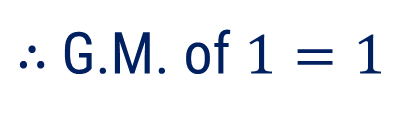 ∴ G.M. of 1 = 1